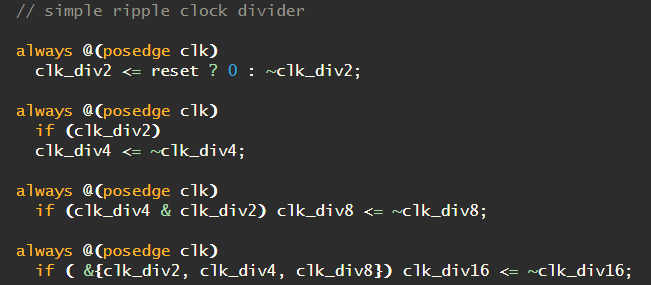 // simple ripple clock divider
always @(posedge clk)
clk_div2 <= reset ? 0 : ~clk_div2;
always @(posedge clk)
if (clk_div2)
clk_div4 <= ~clk_div4;
always @(posedge clk)
if (clk_div4 & clk_div2) clk_div8 <= ~clk_div8;
always @(posedge clk)
if ( &{clk_div2, clk_div4, clk_div8}) clk_div16 <= ~clk_div16;